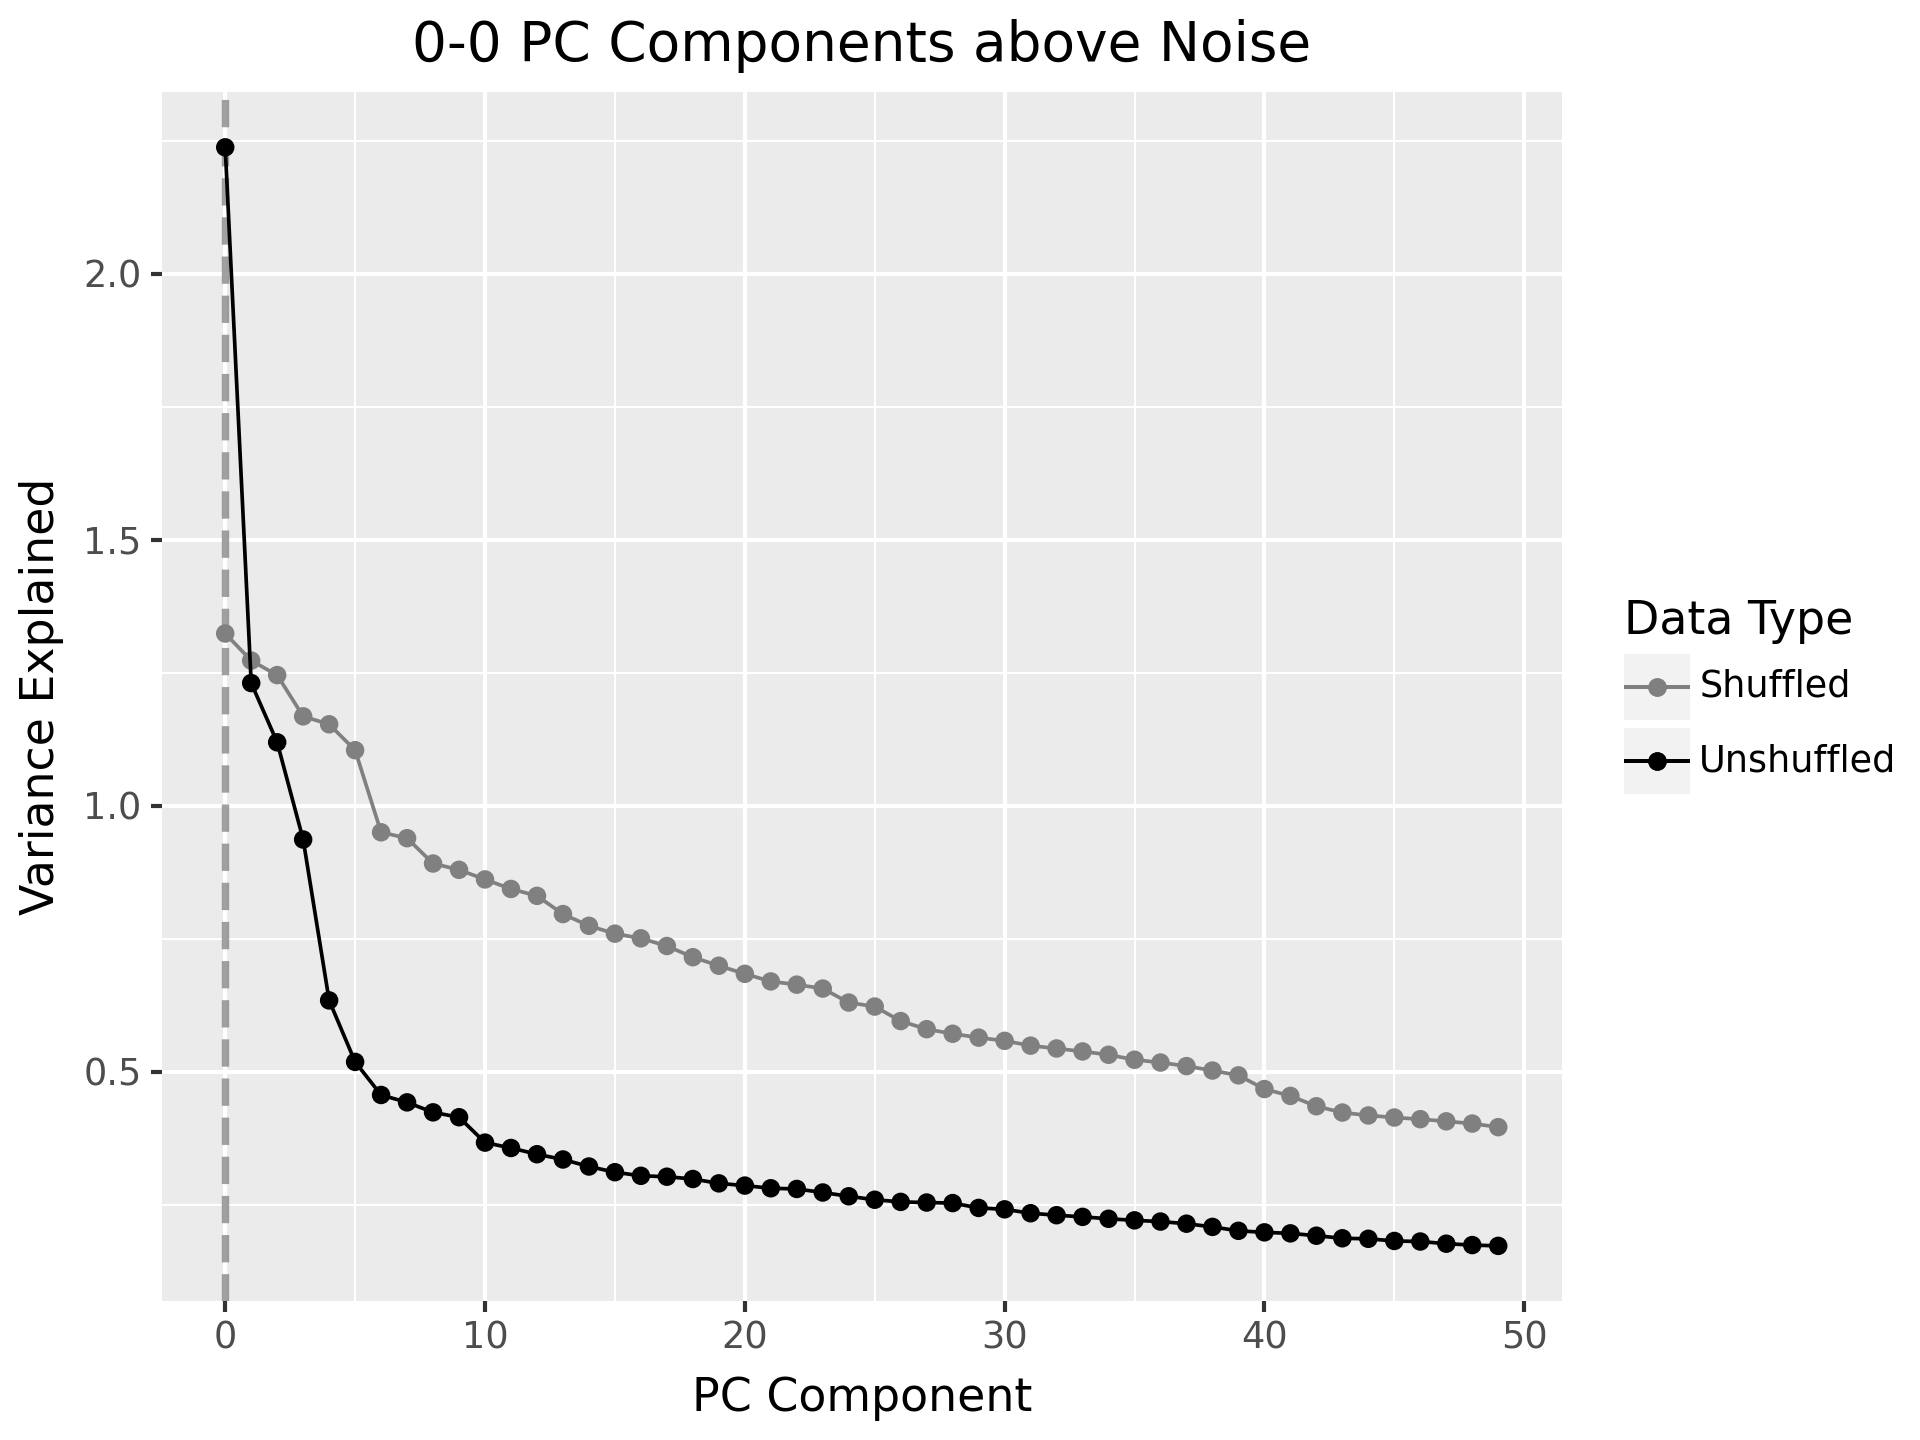 0-0 PC Components above Noise
Variance Explained
2.0
1.5
1.0
0.5
0
10
20
30
40
50
PC Component
Data Type
Shuffled
Unshuffled